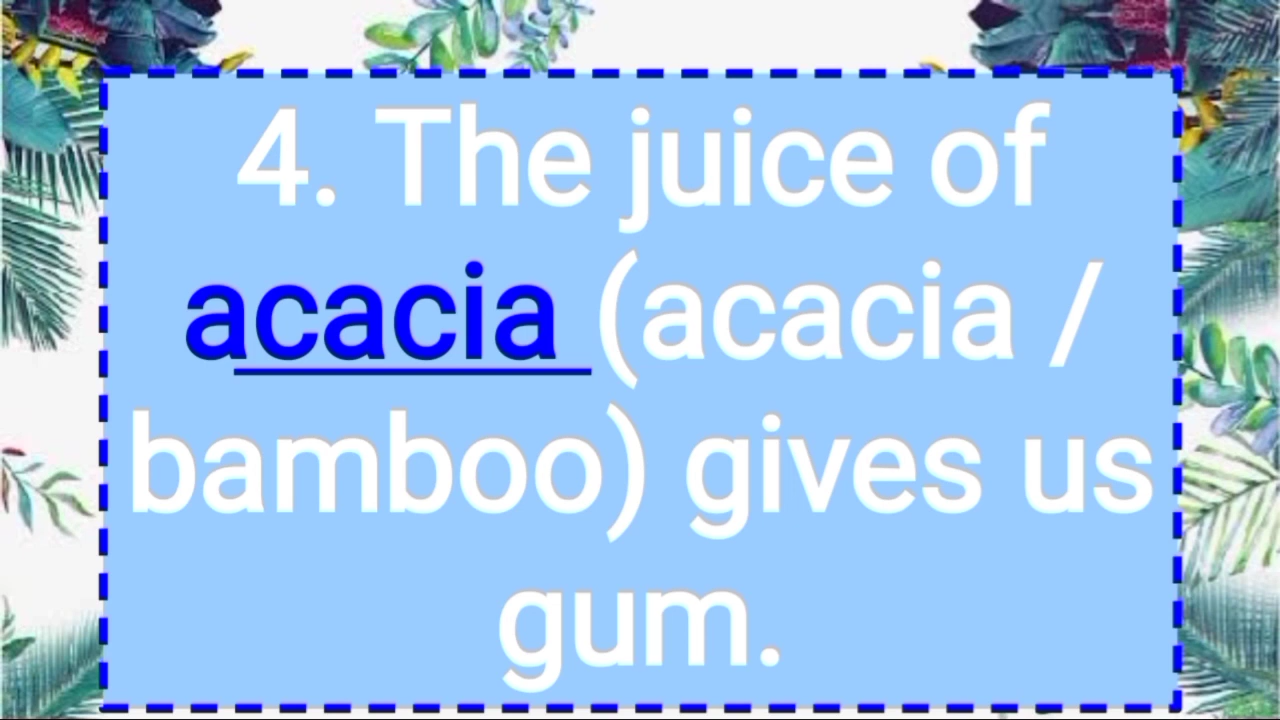 4. The juice of
acacia (acacia /
bamboo) gives us
gum.